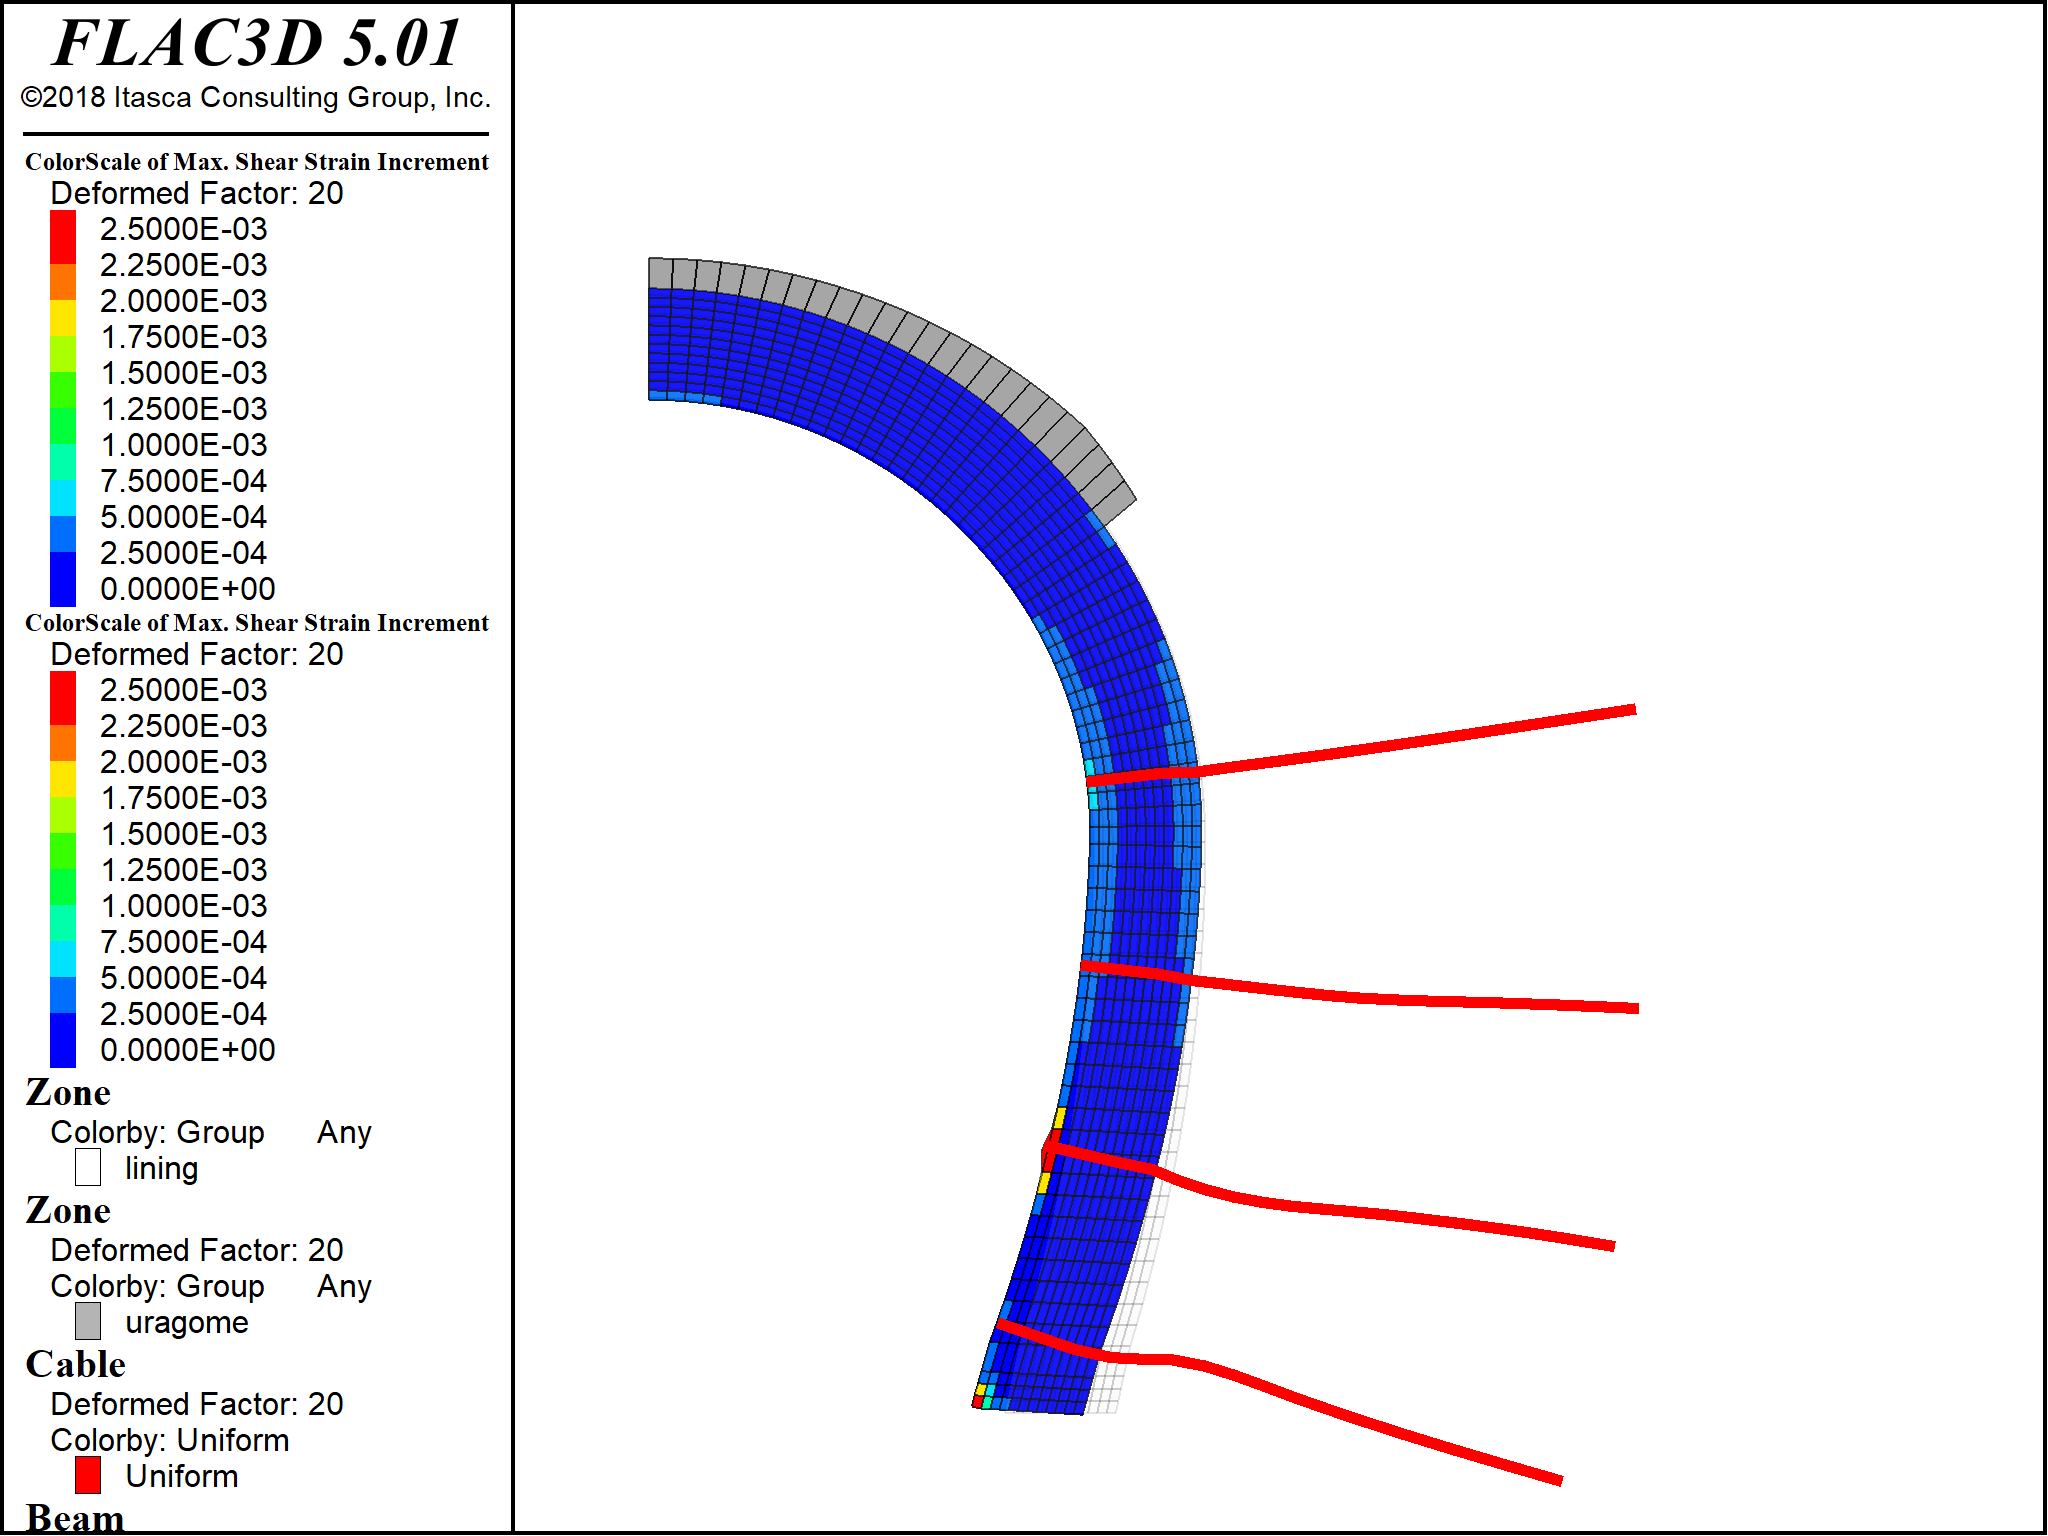 FLAC3D 5.01
©2018 Itasca Consulting Group, Inc.
ColorScale of Max. Shear Strain Increment
Deformed Factor: 20
2.5000E-03
2.2500E-03
2.0000E-03
1.7500E-03
1.5000E-03
1.2500E-03
1.0000E-03
7.5000E-04
5.0000E-04
2.5000E-04
0.0000E+00
ColorScale of Max. Shear Strain Increment
Deformed Factor: 20
2.5000E-03
2.2500E-03
2.0000E-03
1.7500E-03
1.5000E-03
1.2500E-03
1.0000E-03
7.5000E-04
5.0000E-04
2.5000E-04
0.0000E+00
Zone
Colorby: Group Any
lining
Zone
Deformed Factor: 20
Colorby: Group Any
uragome
Cable
Deformed Factor: 20
Colorby: Uniform
Uniform
Beam